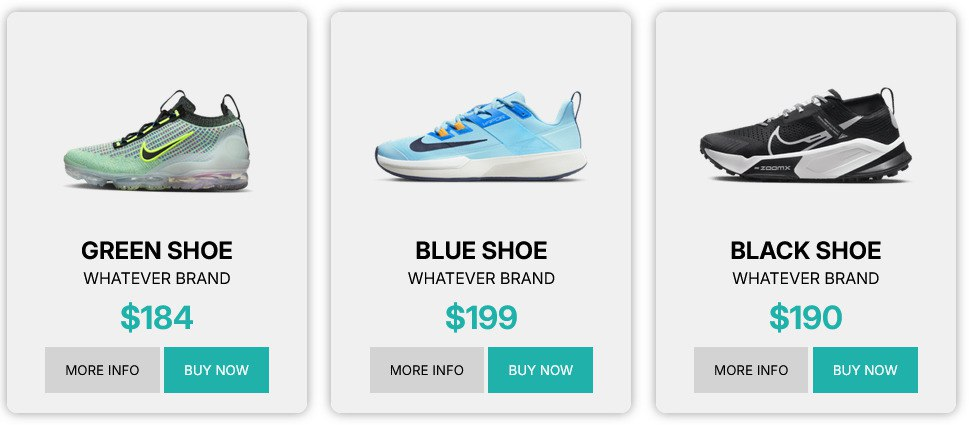 GREEN SHOE
WHATEVER BRAND
$184
MORE INFO
BUY NOW
BLUE SHOE
WHATEVER BRAND
$199
MORE INFO
BUY NOW
ZOOMX
BLACK SHOE
WHATEVER BRAND
$190
MORE INFO
BUY NOW